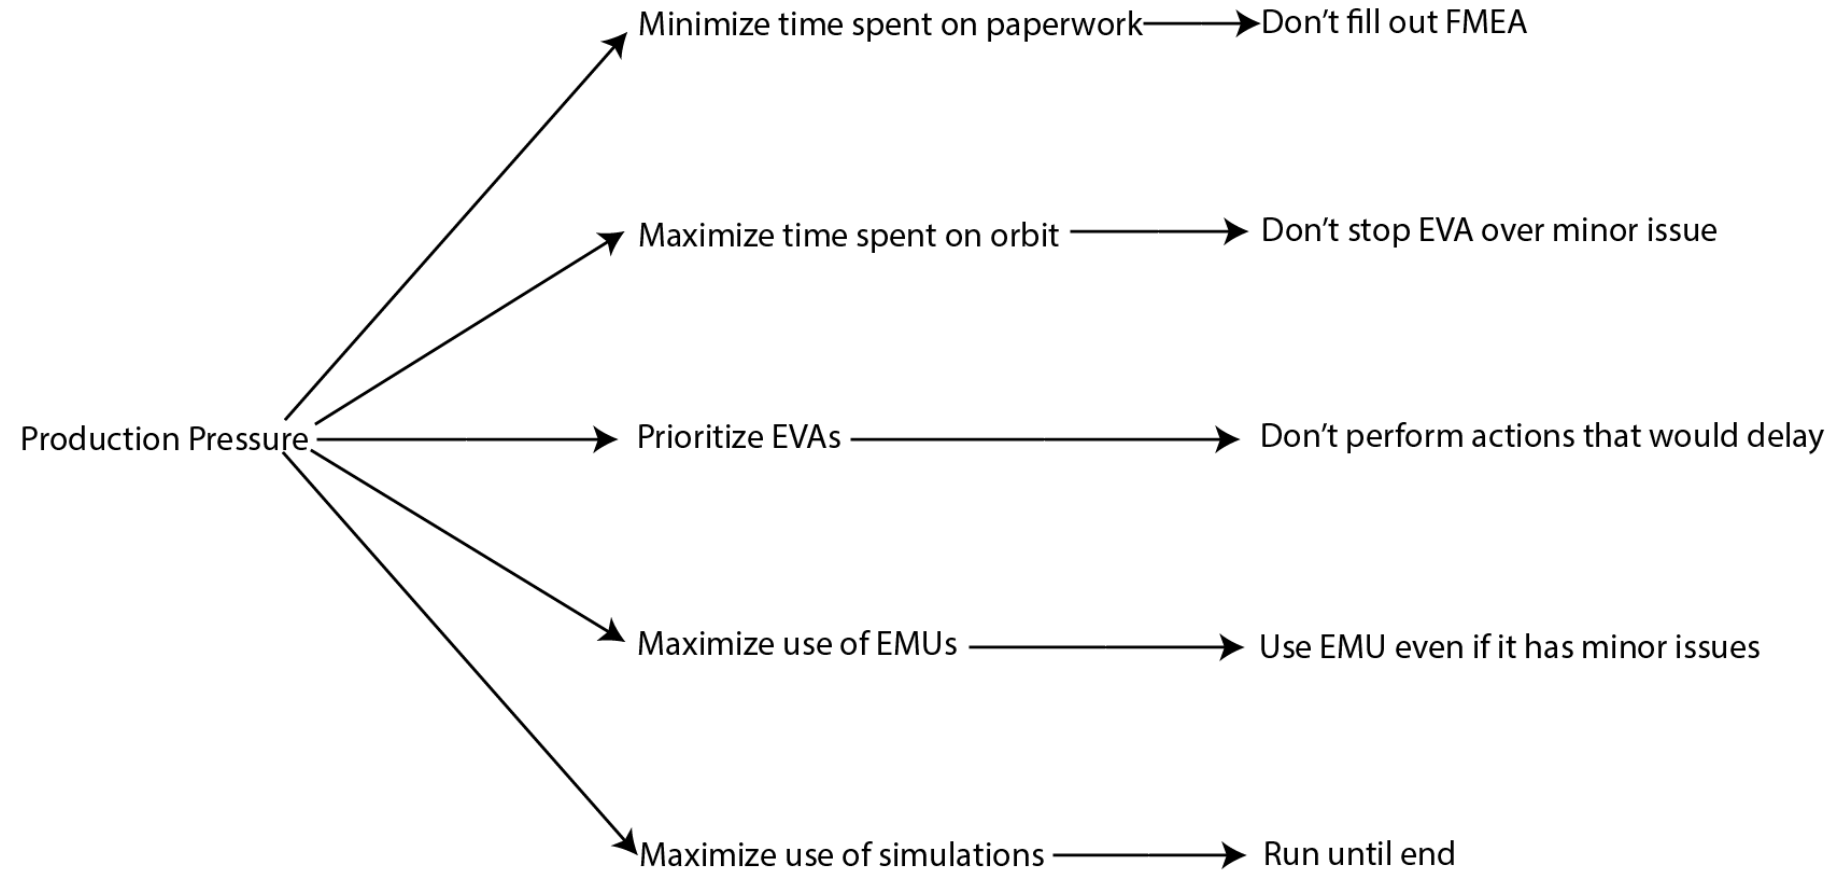 Minimize time spent on paperwork
Don’t fill out FMEA
Maximize time spent on orbit
Don’t stop EVA over minor issue
Production Pressure
Prioritize EVAs
Don’t perform actions that would delay
Maximize use of EMUs
Use EMU even if it has minor issues
Maximize use of simulations
Run until end